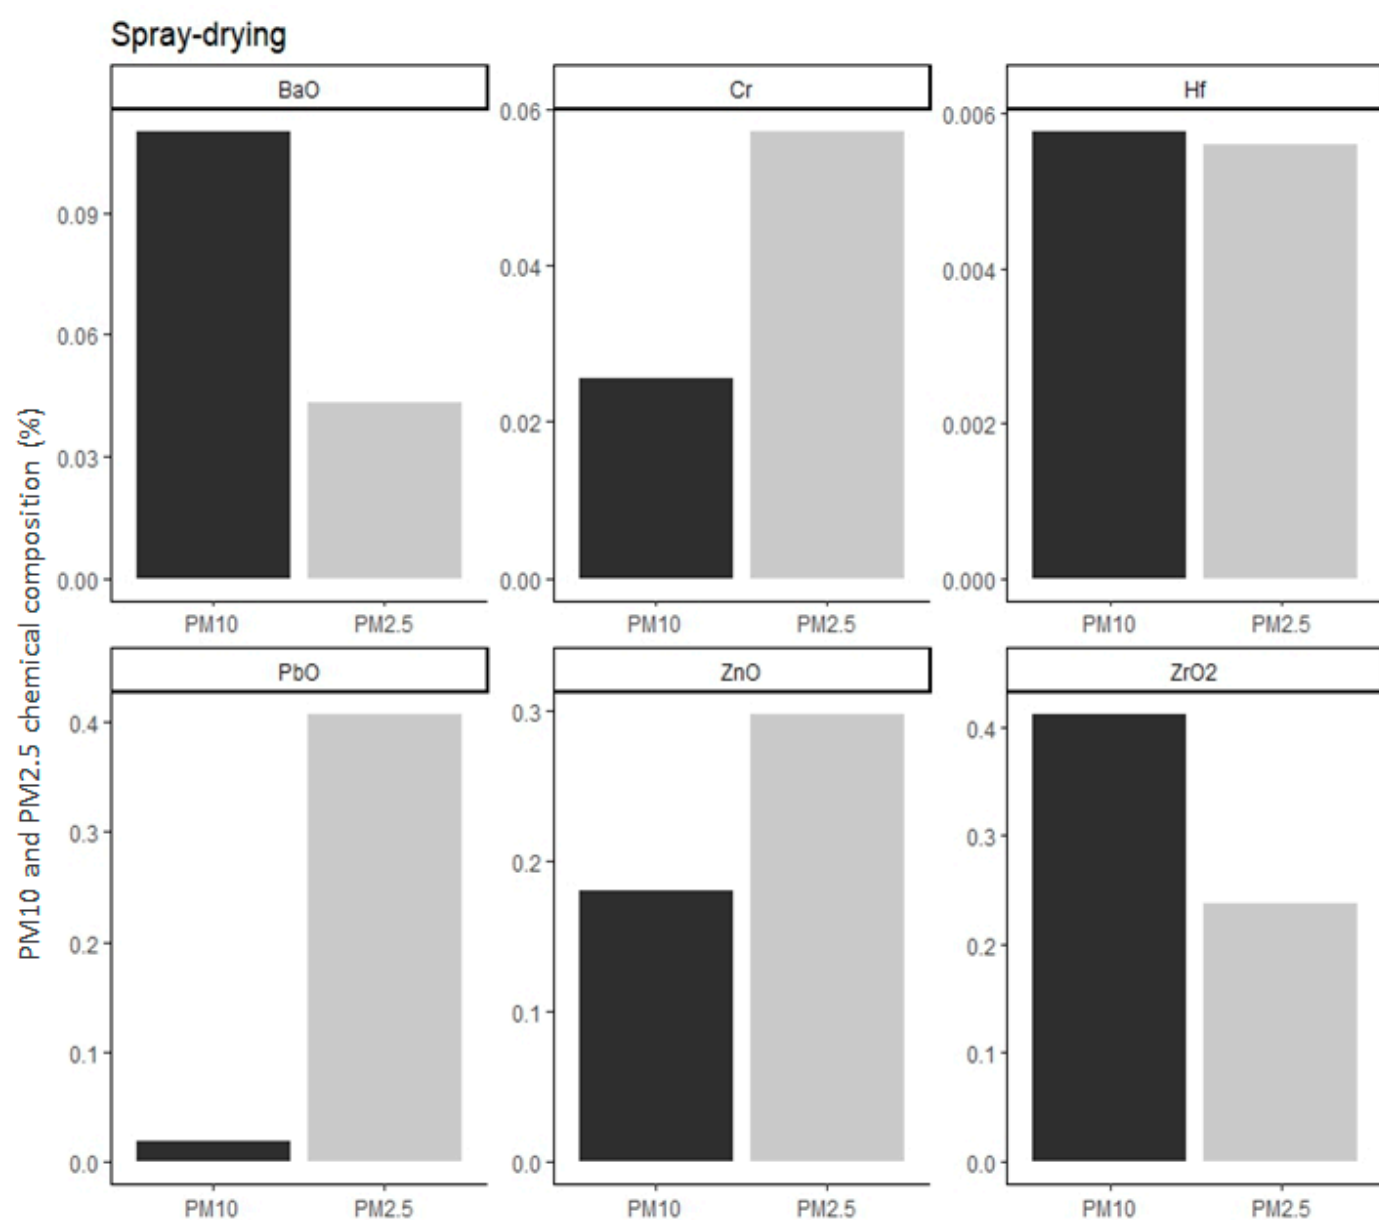 Spray-drying
PM10 and PM2.5 chemical composition (%)
BaO
0.09
0.06
0.03
0.00
PM10 PM2.5
Cr
0.06
0.04
0.02
0.00
PM10 PM2.5
Hf
0.006
0.004
0.002
0.000
PM10 PM2.5
PbO
0.4
0.3
0.2
0.1
0.0
PM10 PM2.5
ZnO
0.3
0.2
0.1
0.0
PM10 PM2.5
ZrO2
0.4
0.3
0.2
0.1
0.0
PM10 PM2.5